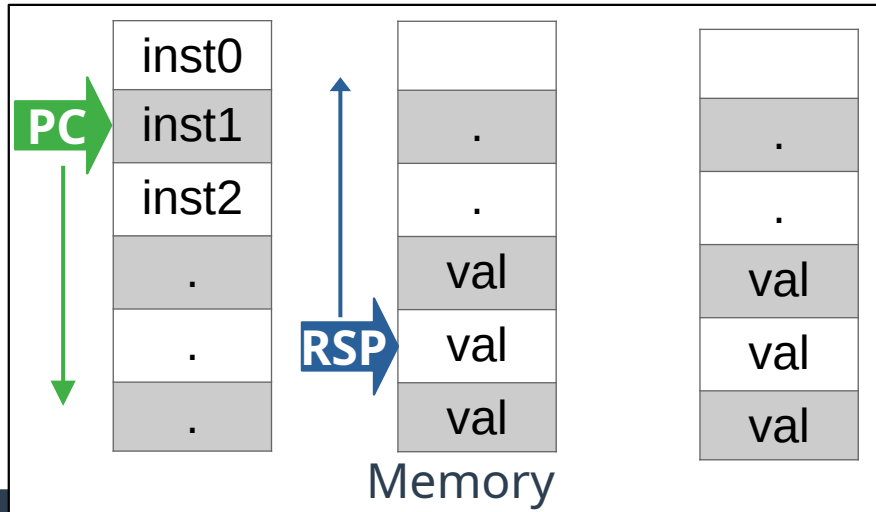 inst0
PC
inst1
inst2
.
.
.
.
.
val
RSP
val
val
.
.
val
val
val
Memory